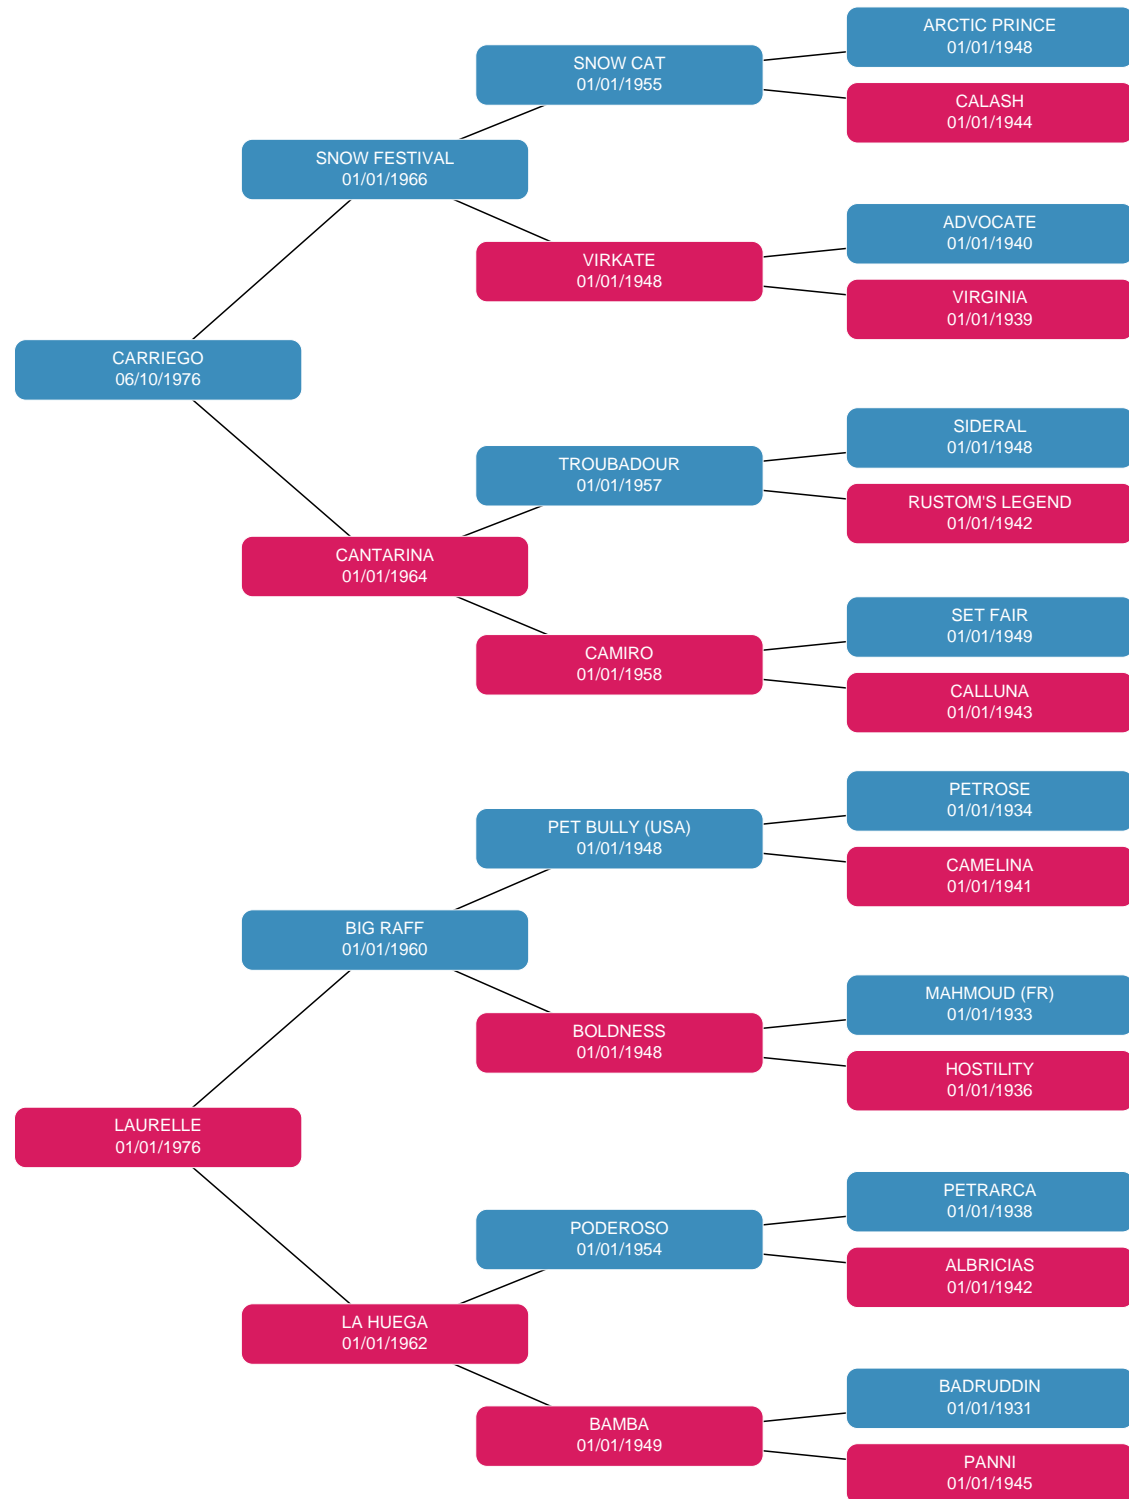 ARCTIC PRINCE
01/01/1948
SNOW CAT
01/01/1955
CALASH
01/01/1944
SNOW FESTIVAL
01/01/1966
ADVOCATE
01/01/1940
VIRKATE
01/01/1948
VIRGINIA
01/01/1939
CARRIEGO
06/10/1976
SIDERAL
01/01/1948
TROUBADOUR
01/01/1957
RUSTOM'S LEGEND
01/01/1942
CANTARINA
01/01/1964
SET FAIR
01/01/1949
CAMIRO
01/01/1958
CALLUNA
01/01/1943
PETROSE
01/01/1934
PET BULLY (USA)
01/01/1948
CAMELINA
01/01/1941
BIG RAFF
01/01/1960
MAHMOUD (FR)
01/01/1933
BOLDNESS
01/01/1948
HOSTILITY
01/01/1936
LAURELLE
01/01/1976
PETRARCA
01/01/1938
PODEROSO
01/01/1954
ALBRICIAS
01/01/1942
LA HUEGA
01/01/1962
BADRUDDIN
01/01/1931
BAMBA
01/01/1949
PANNI
01/01/1945